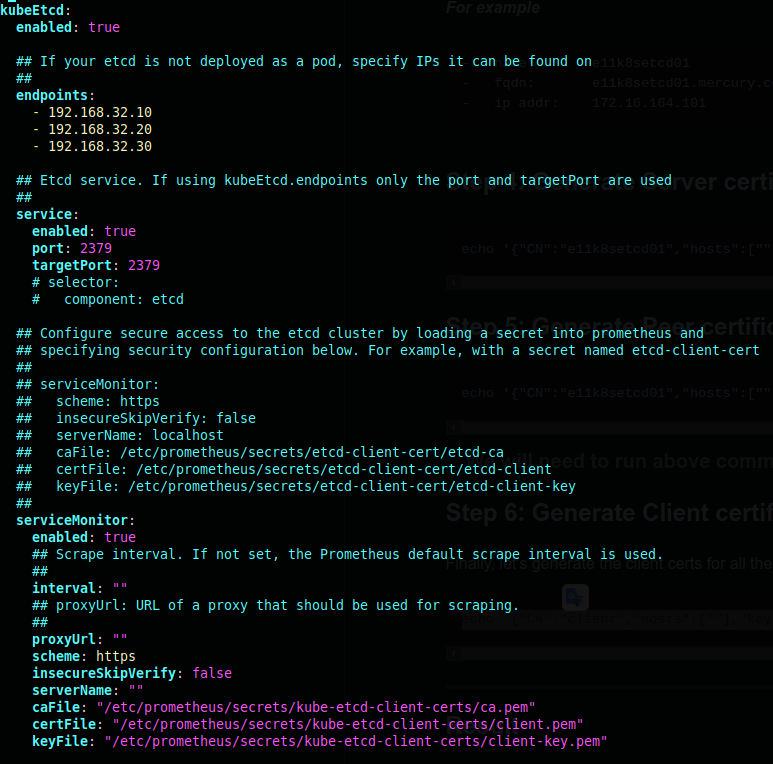 kubeEtcd:
  enabled: true

  ## If your etcd is not deployed as a pod, specify IPs it can be found on
  ##
  endpoints:
    - 192.168.32.10
    - 192.168.32.20
    - 192.168.32.30

  ## Etcd service. If using kubeEtcd.endpoints only the port and targetPort are used
  ##
  service:
    enabled: true
    port: 2379
    targetPort: 2379
    # selector:
    #   component: etcd

  ## Configure secure access to the etcd cluster by loading a secret into prometheus and
  ## specifying security configuration below. For example, with a secret named etcd-client-cert
  ##
  ## serviceMonitor:
  ##   scheme: https
  ##   insecureSkipVerify: false
  ##   serverName: localhost
  ##   caFile: /etc/prometheus/secrets/etcd-client-cert/etcd-ca
  ##   certFile: /etc/prometheus/secrets/etcd-client-cert/etcd-client
  ##   keyFile: /etc/prometheus/secrets/etcd-client-cert/etcd-client-key
  ##
  serviceMonitor:
    enabled: true
    ## Scrape interval. If not set, the Prometheus default scrape interval is used.
    ##
    interval: ""
    ## proxyUrl: URL of a proxy that should be used for scraping.
    ##
    proxyUrl: ""
    scheme: https
    insecureSkipVerify: false
    serverName: ""
    caFile: "/etc/prometheus/secrets/kube-etcd-client-certs/ca.pem"
    certFile: "/etc/prometheus/secrets/kube-etcd-client-certs/client.pem"
    keyFile: "/etc/prometheus/secrets/kube-etcd-client-certs/client-key.pem"
For example
e11k8setcd01
- fqdn: e11k8setcd01.mercury.c
- ip addr: 172.16.164.101
Step 4: Generate Server certi
echo '{"CN":"e11k8setcd01","hosts":[""
Step 5: Generate Peer certific
echo '{"CN":"e11k8setcd01","hosts":[""
will need to run above comm
Step 6: Generate Client certif
Finally, let's generate the client certs for all the